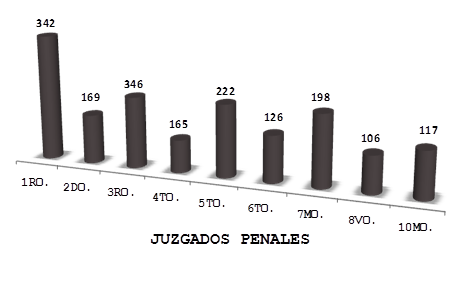 342
169
346
165
222
126
198
106
117
1RO.
2DO.
3RO.
4TO.
5TO.
6TO.
7MO.
8VO.
10MO.
JUZGADOS PENALES